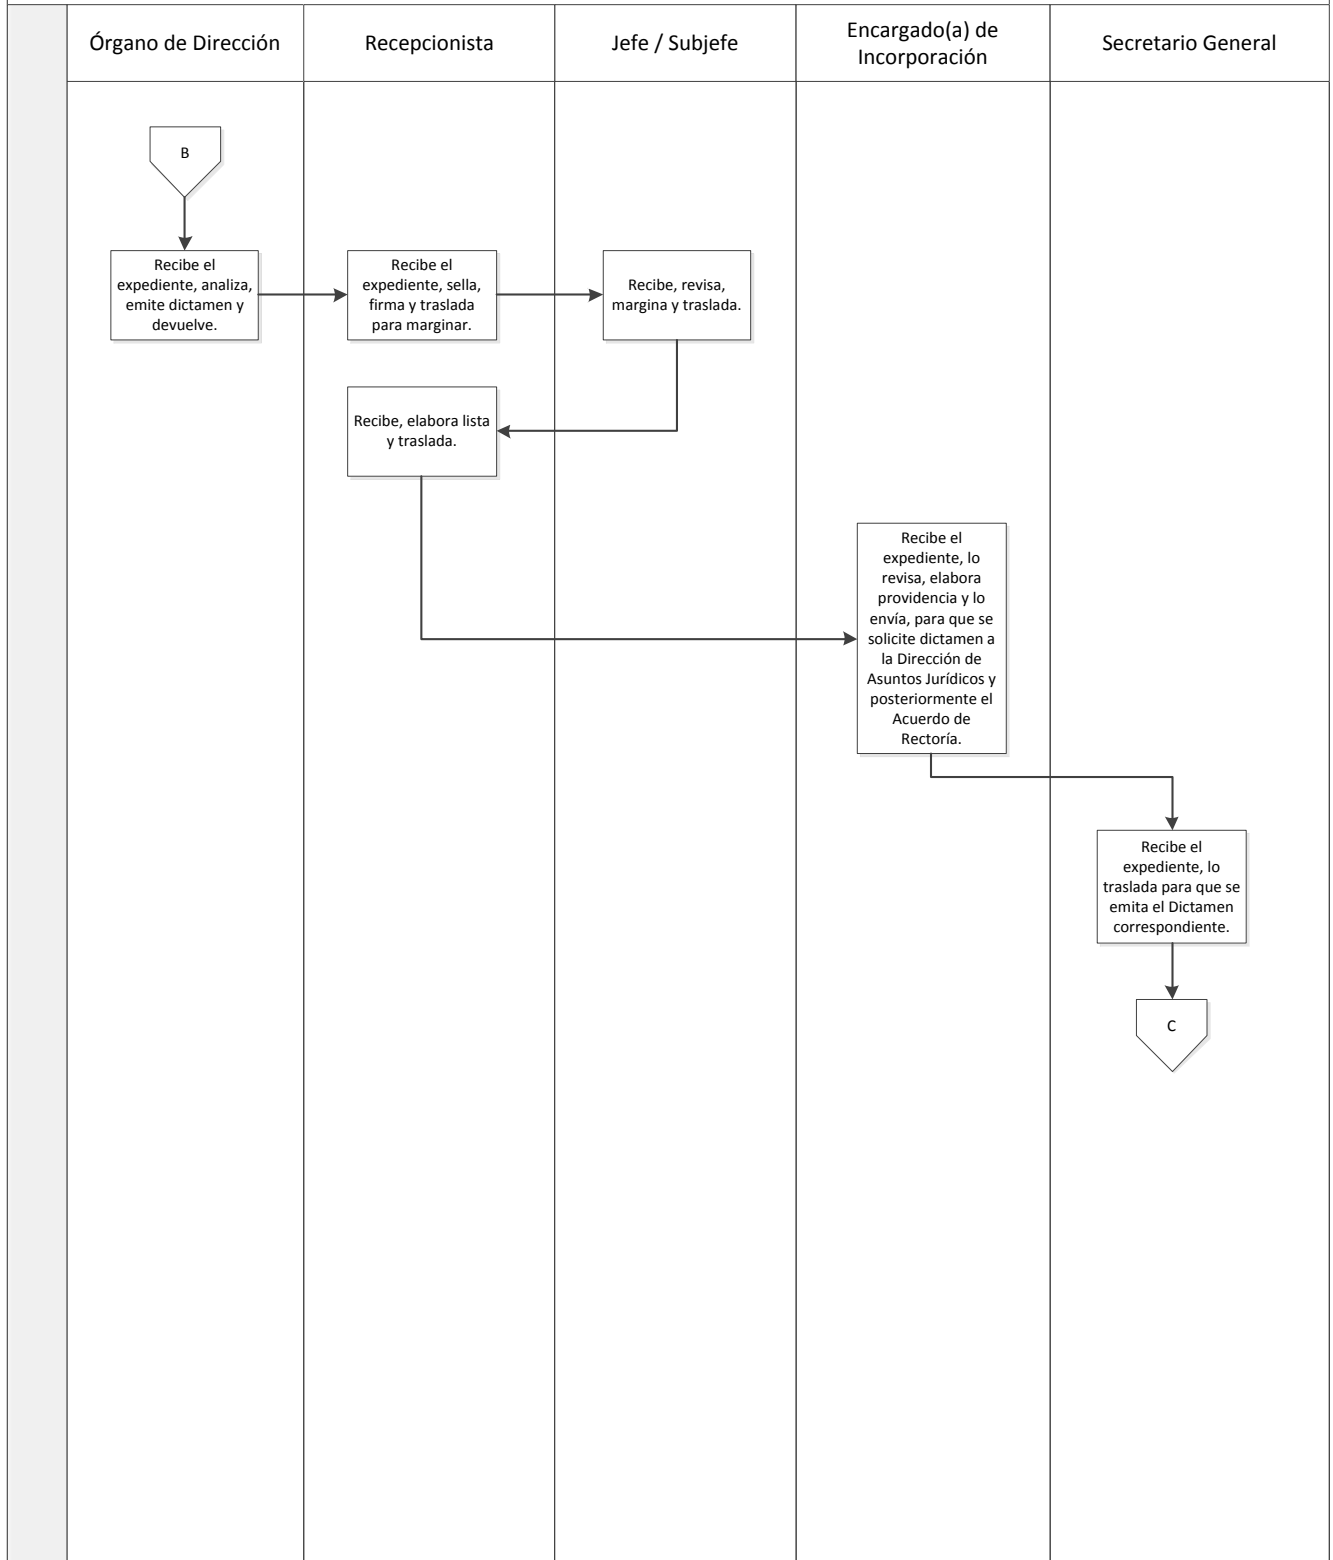 Órgano de Dirección
Recepcionista
Jefe / Subjefe
Encargado(a) de
Incorporación
Secretario General
B
Recibe el
expediente, analiza,
emite dictamen y
devuelve.
Recibe el
expediente, sella,
firma y traslada
para marginar.
Recibe, revisa,
margina y traslada.
Recibe, elabora lista
y traslada.
Recibe el
expediente, lo
revisa, elabora
providencia y lo
envía, para que se
solicite dictamen a
la Dirección de
Asuntos Jurídicos y
posteriormente el
Acuerdo de
Rectoría.
Recibe el
expediente, lo
traslada para que se
emita el Dictamen
correspondiente.
C